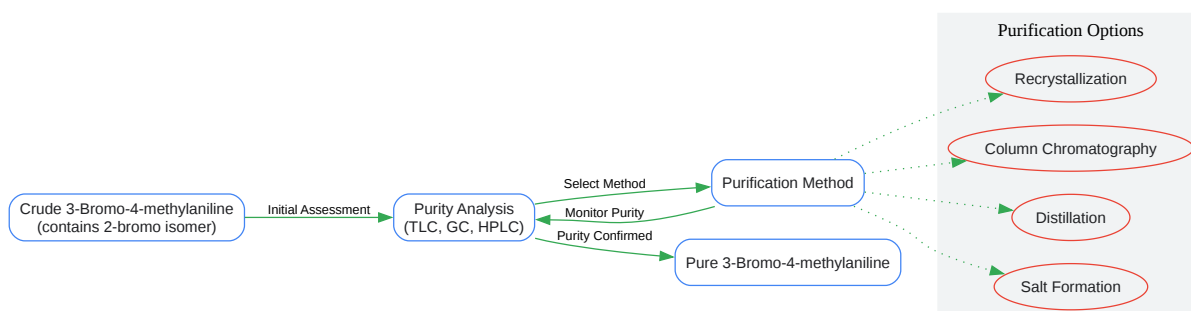 Purification Options
Recrystallization
Column Chromatography
Distillation
Salt Formation
Purification Method
Select Method
Monitor Purity
Purity Confirmed
Pure 3-Bromo-4-methylaniline
Purity Analysis
(TLC, GC, HPLC)
Initial Assessment
Crude 3-Bromo-4-methylaniline
(contains 2-bromo isomer)